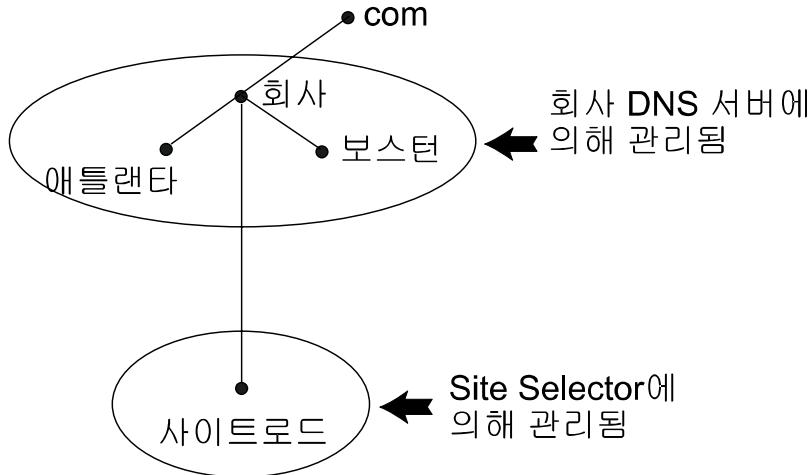 com
회사
애틀랜타
보스턴
회사 DNS 서버에
의해 관리됨
사이트로드
Site Selector에
의해 관리됨